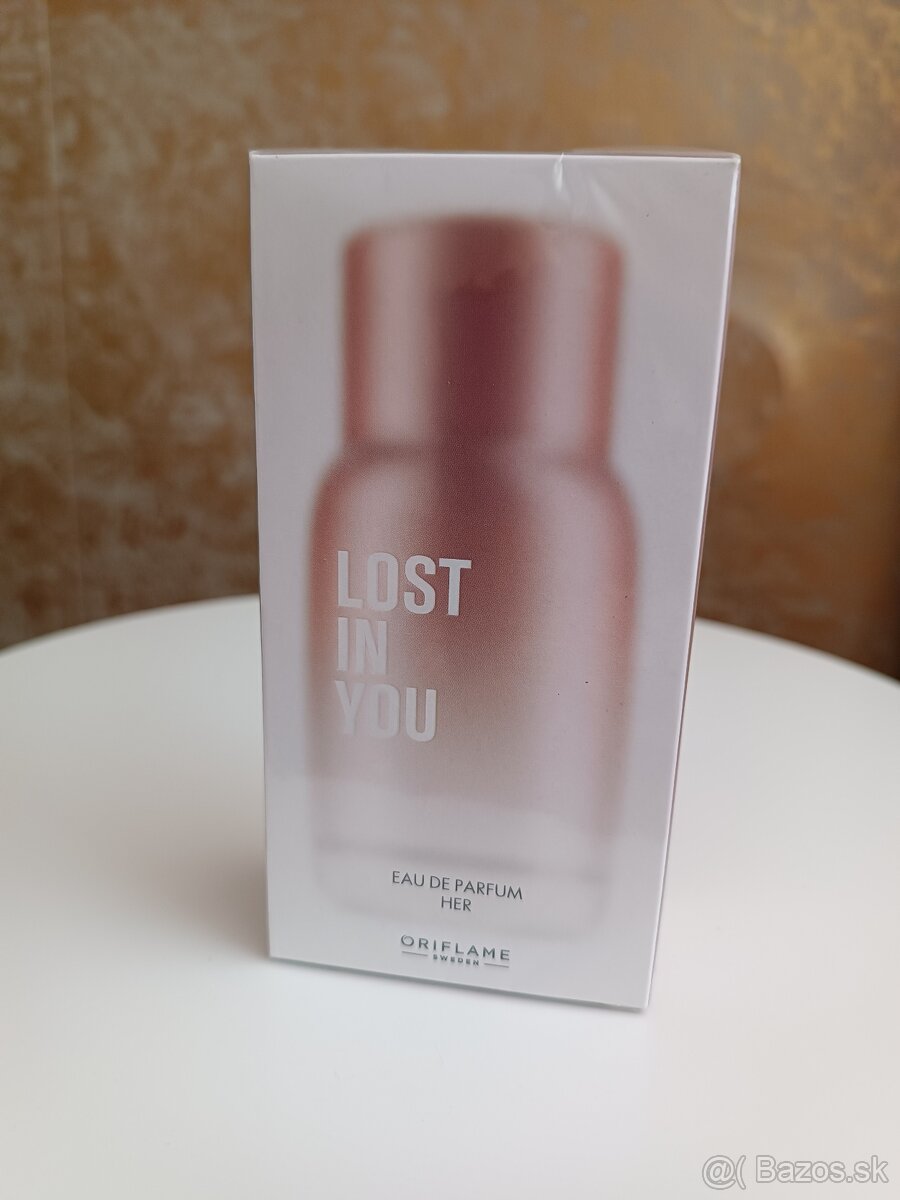 LOST
IN
YOU
EAU DE PARFUM
HER
ORIFLAME
SWEDEN
@( Bazos.sk